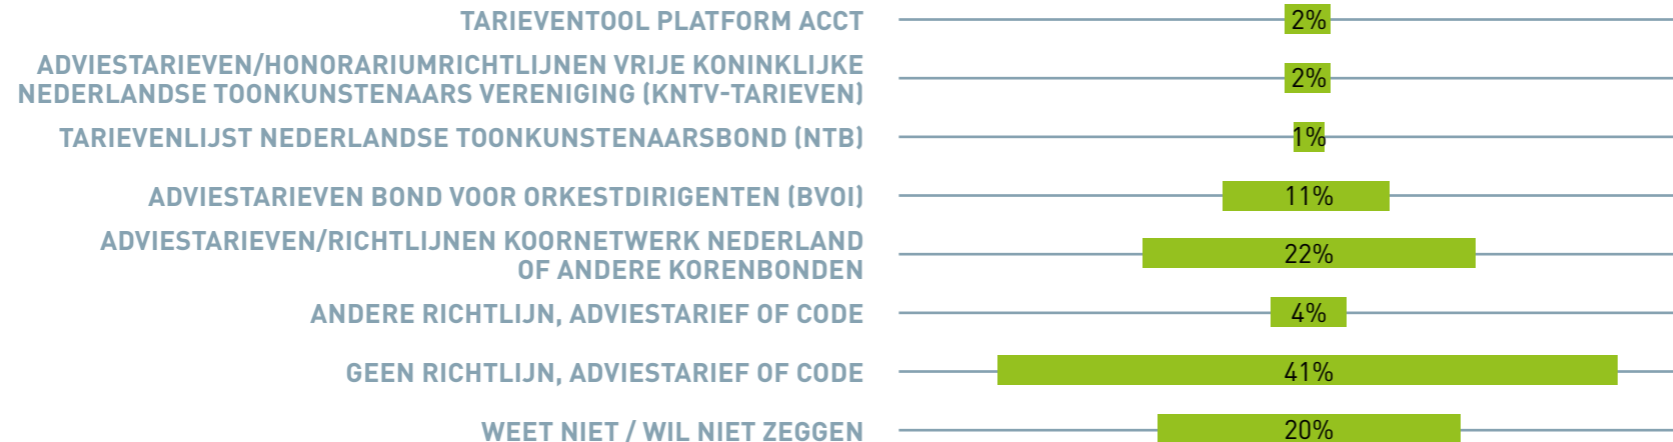 TARIEVENTOOL PLATFORM ACCT 2%
ADVIESTARIEVEN/HONORARIUMRICHTLIJNEN VRIJE KONINKLIJKE
NEDERLANDSE TOONKUNSTENAARS VERENIGING (KNTV-TARIEVEN) 2%
TARIEVENLIJST NEDERLANDSE TOONKUNSTENAARSBOND (NTB) 1%
ADVIESTARIEVEN BOND VOOR ORKESTDIRIGENTEN (BVOI) 11%
ADVIESTARIEVEN/RICHTLIJNEN KOORNETWERK NEDERLAND
OF ANDERE KORENBONDEN 22%
ANDERE RICHTLIJN, ADVIESTARIEF OF CODE 4%
GEEN RICHTLIJN, ADVIESTARIEF OF CODE 41%
WEET NIET / WIL NIET ZEGGEN 20%